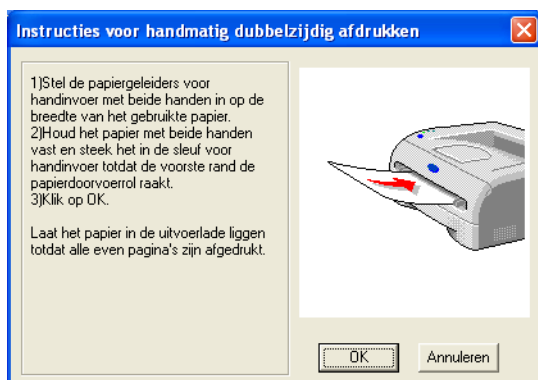 Instructies voor handmatig dubbelzijdig afdrukken
1)Stel de papiergeleiders voor
handinvoer met beide handen in op de
breedte van het gebruikte papier.
2)Houd het papier met beide handen
vast en steek het in de sleuf voor
handinvoer totdat de voorste rand de
papierdoorvoerrol raakt.
3)Klik op OK.
Laat het papier in de uitvoerlade liggen
totdat alle even pagina's zijn afgedrukt.
OK
Annuleren